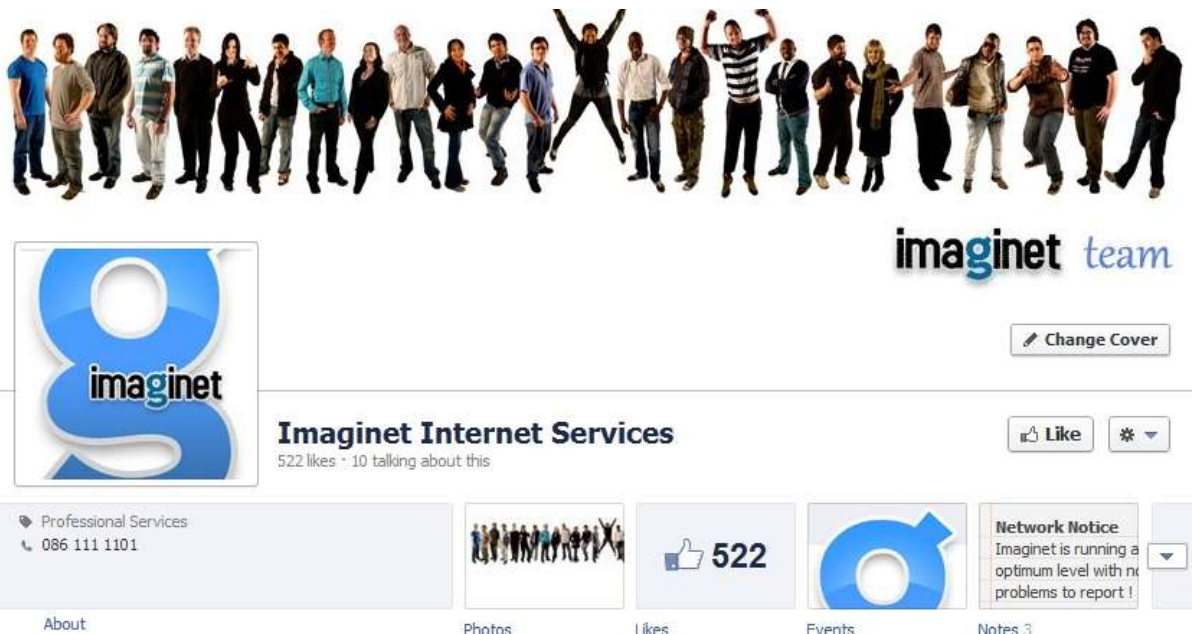 imaginet team
Change Cover
imaginet
Imaginet Internet Services
522 likes · 10 talking about this
Like
Professional Services
086 111 1101
522
Network Notice
Imaginet is running a
optimum level with no
problems to report !
About
Photos
Likes
Events
Notes 3